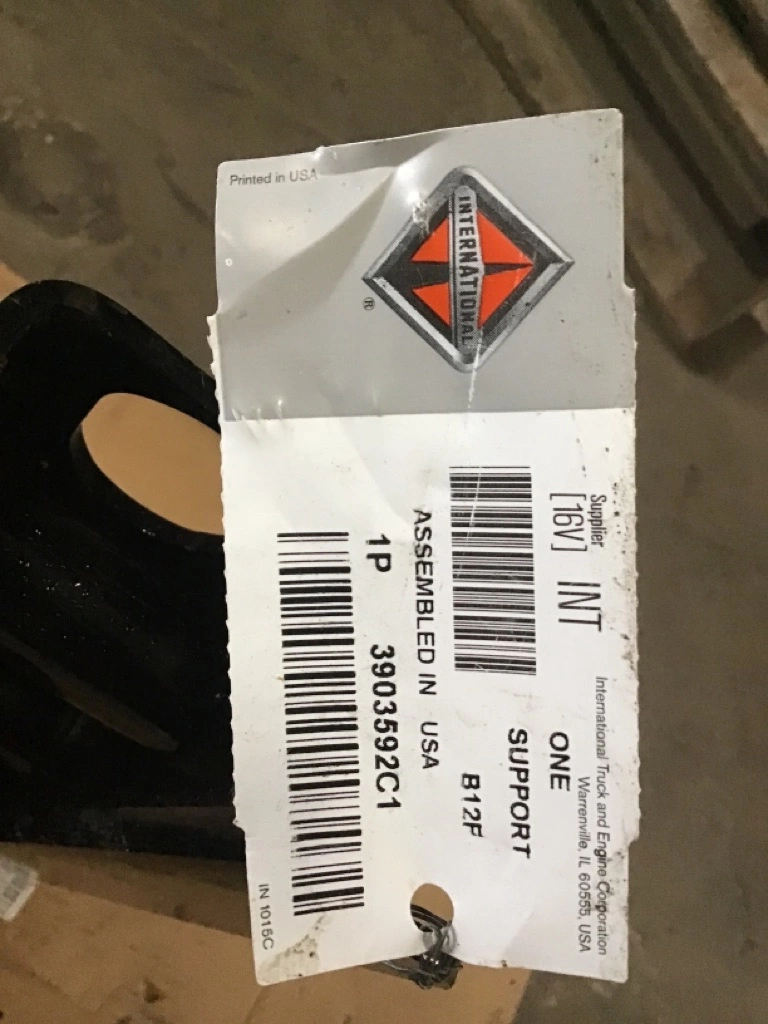 Printed in USA
INTERNATIONAL
®
Supplier
[16V] INT
International Truck and Engine Corporation
Warrenville, IL 60555, USA
ONE
SUPPORT
B12F
ASSEMBLED IN USA
1P 3903592C1
IN 1015C